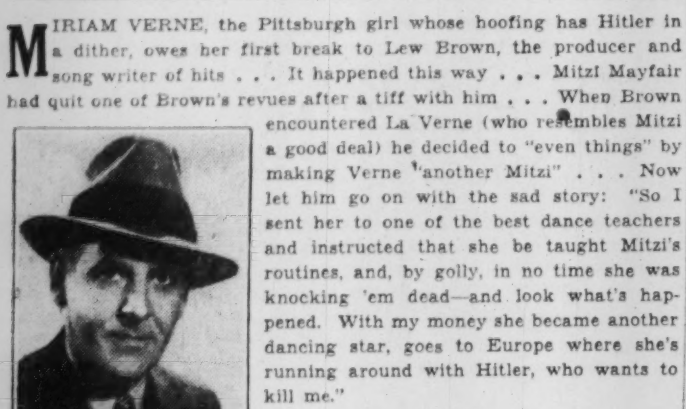 MIRIAM VERNE, the Pittsburgh girl whose hoofing has Hitler in
a dither, owes her first break to Lew Brown, the producer and
song writer of hits . . . It happened this way . . . Mitzi Mayfair
had quit one of Brown's revues after a tiff with him . . . When Brown
encountered La Verne (who resembles Mitzi
a good deal) he decided to "even things" by
making Verne "another Mitzi" . . . Now
let him go on with the sad story: "So I
sent her to one of the best dance teachers
and instructed that she be taught Mitzi's
routines, and, by golly, in no time she was
knocking 'em dead—and look what's hap-
pened. With my money she became another
dancing star, goes to Europe where she's
running around with Hitler, who wants to
kill me."